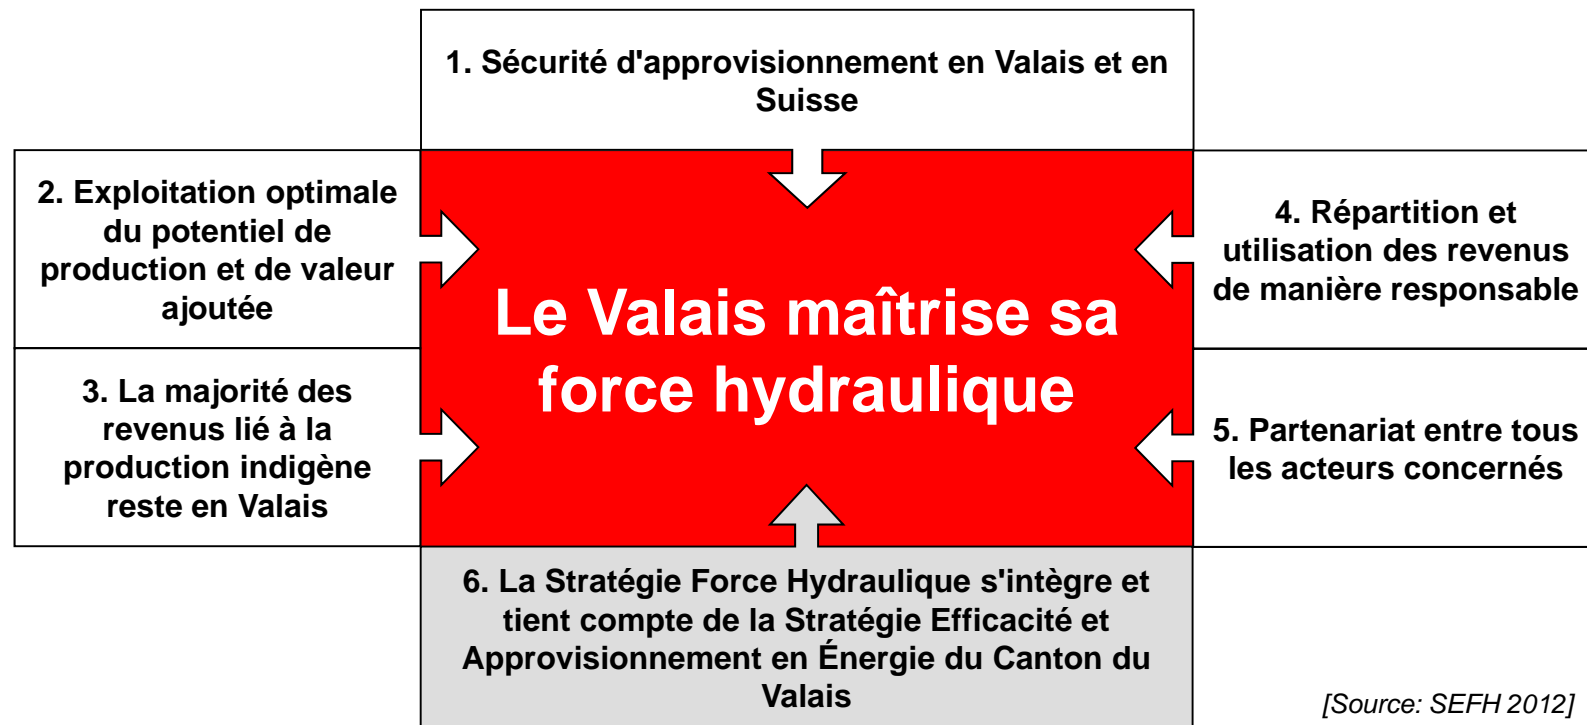 1. Sécurité d'approvisionnement en Valais et en
Suisse
2. Exploitation optimale
du potentiel de
production et de valeur
ajoutée
3. La majorité des
revenus lié à la
production indigène
reste en Valais
Le Valais maîtrise sa
force hydraulique
4. Répartition et
utilisation des revenus
de manière responsable
5. Partenariat entre tous
les acteurs concernés
6. La Stratégie Force Hydraulique s'intègre et
tient compte de la Stratégie Efficacité et
Approvisionnement en Énergie du Canton du
Valais
[Source: SEFH 2012]